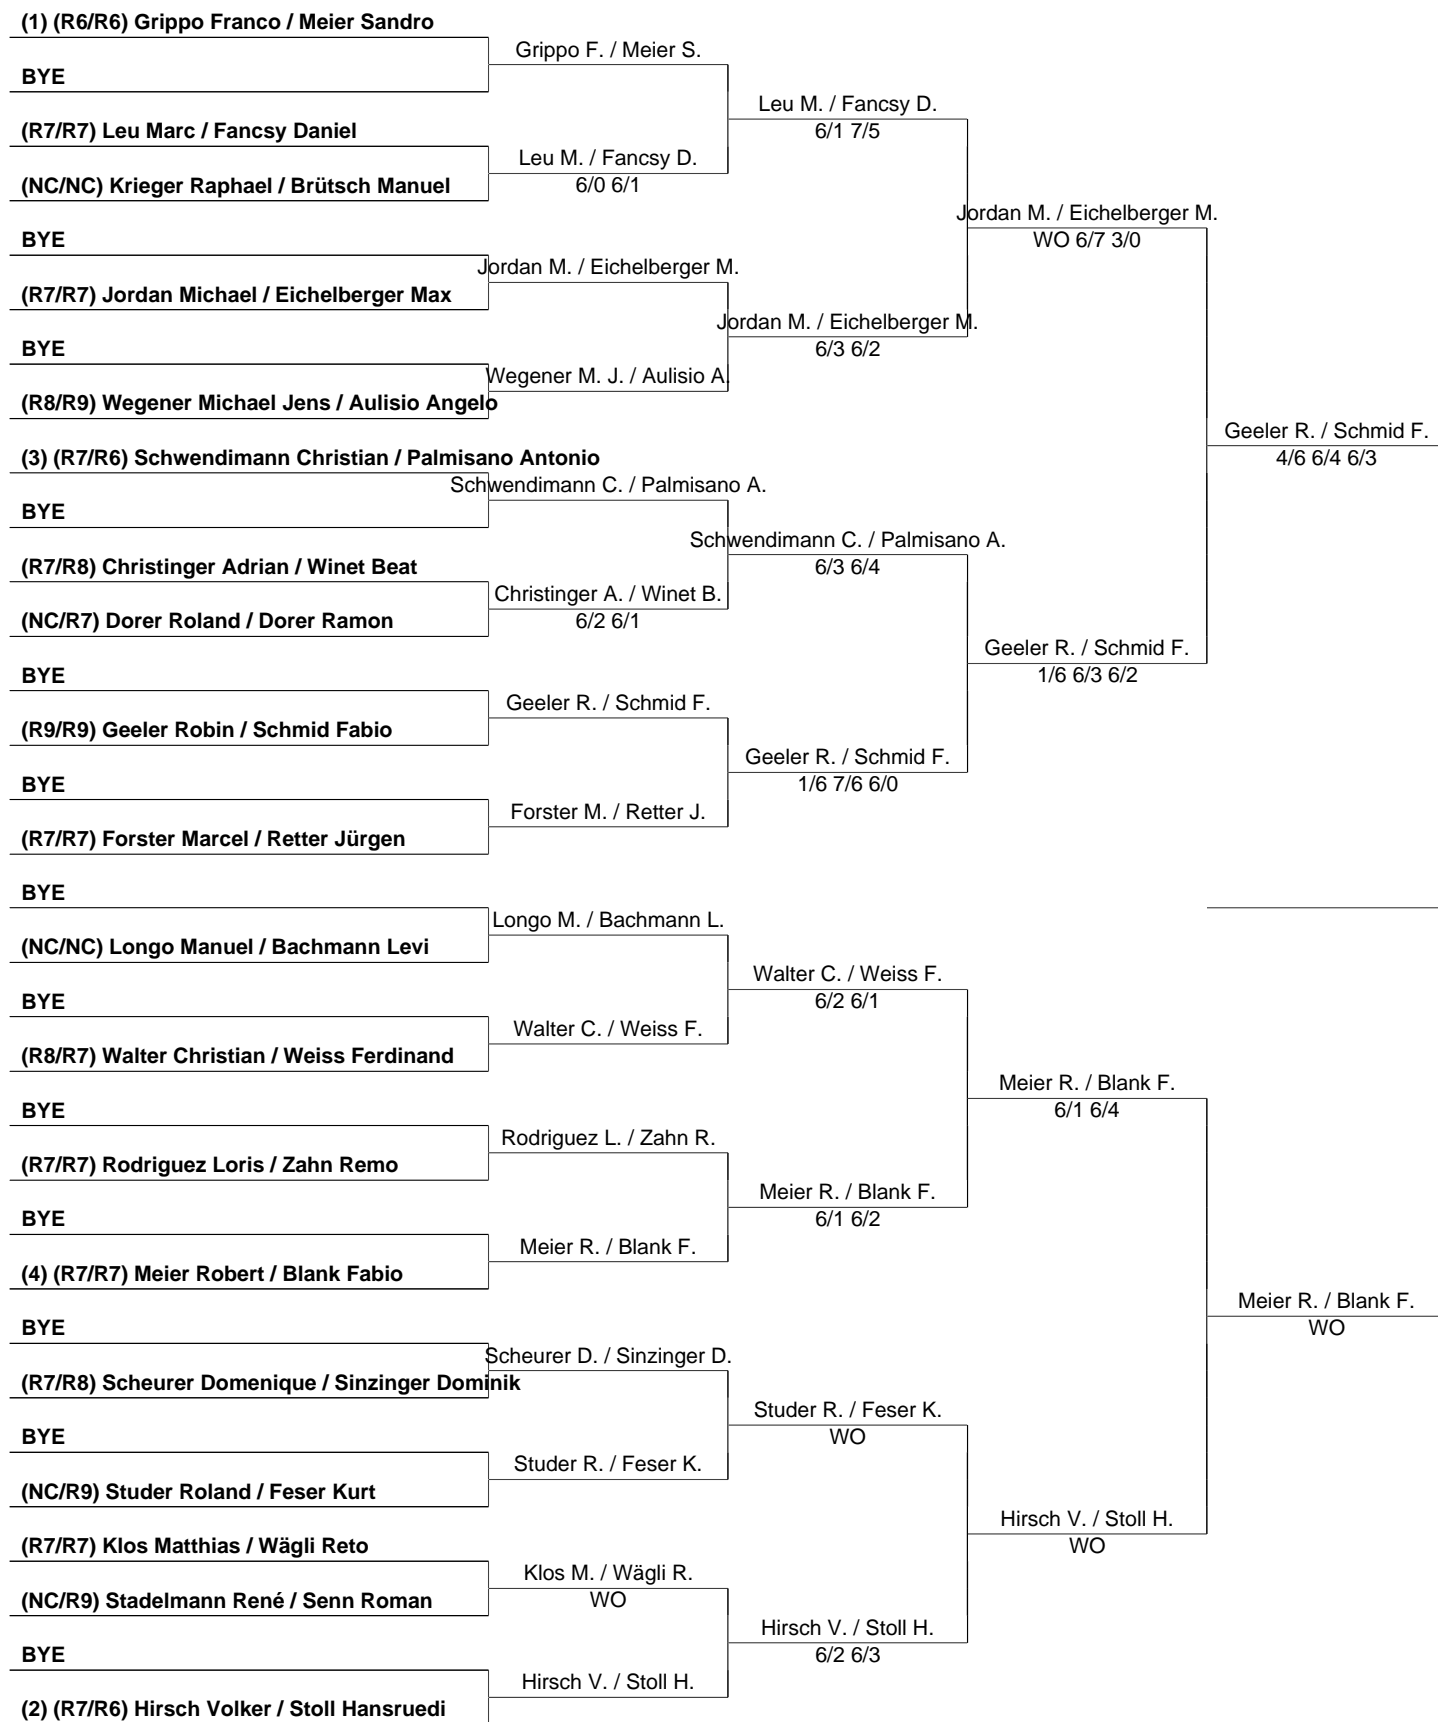 (1) (R6/R6) Grippo Franco / Meier Sandro
Grippo F. / Meier S.
BYE
Leu M. / Fancsy D.
6/1 7/5
(R7/R7) Leu Marc / Fancsy Daniel
Leu M. / Fancsy D.
6/0 6/1
(NC/NC) Krieger Raphael / Brütsch Manuel
Jordan M. / Eichelberger M.
WO 6/7 3/0
BYE
Jordan M. / Eichelberger M.
(R7/R7) Jordan Michael / Eichelberger Max
Jordan M. / Eichelberger M.
6/3 6/2
BYE
Wegener M. J. / Aulisio A.
(R8/R9) Wegener Michael Jens / Aulisio Angelo
Geeler R. / Schmid F.
4/6 6/4 6/3
(3) (R7/R6) Schwendimann Christian / Palmisano Antonio
Schwendimann C. / Palmisano A.
BYE
Schwendimann C. / Palmisano A.
6/3 6/4
(R7/R8) Christinger Adrian / Winet Beat
Christinger A. / Winet B.
6/2 6/1
(NC/R7) Dorer Roland / Dorer Ramon
Geeler R. / Schmid F.
1/6 6/3 6/2
BYE
Geeler R. / Schmid F.
(R9/R9) Geeler Robin / Schmid Fabio
Geeler R. / Schmid F.
1/6 7/6 6/0
BYE
Forster M. / Retter J.
(R7/R7) Forster Marcel / Retter Jürgen
BYE
Longo M. / Bachmann L.
(NC/NC) Longo Manuel / Bachmann Levi
Walter C. / Weiss F.
6/2 6/1
BYE
Walter C. / Weiss F.
(R8/R7) Walter Christian / Weiss Ferdinand
Meier R. / Blank F.
6/1 6/4
BYE
Rodriguez L. / Zahn R.
(R7/R7) Rodriguez Loris / Zahn Remo
Meier R. / Blank F.
6/1 6/2
BYE
Meier R. / Blank F.
(4) (R7/R7) Meier Robert / Blank Fabio
Meier R. / Blank F.
WO
BYE
Scheurer D. / Sinzinger D.
(R7/R8) Scheurer Domenique / Sinzinger Dominik
Studer R. / Feser K.
WO
BYE
Studer R. / Feser K.
(NC/R9) Studer Roland / Feser Kurt
Hirsch V. / Stoll H.
WO
(R7/R7) Klos Matthias / Wägli Reto
Klos M. / Wägli R.
WO
(NC/R9) Stadelmann René / Senn Roman
Hirsch V. / Stoll H.
6/2 6/3
BYE
Hirsch V. / Stoll H.
(2) (R7/R6) Hirsch Volker / Stoll Hansruedi